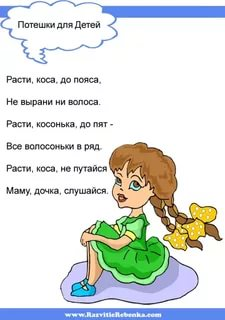 Потешки для Детей
Расти, коса, до пояса,
Не вырани ни волоса.
Расти, косонька, до пят -
Все волосоньки в ряд.
Расти, коса, не путайся
Маму, дочка, слушайся.
www.RazvitieRebenka.com